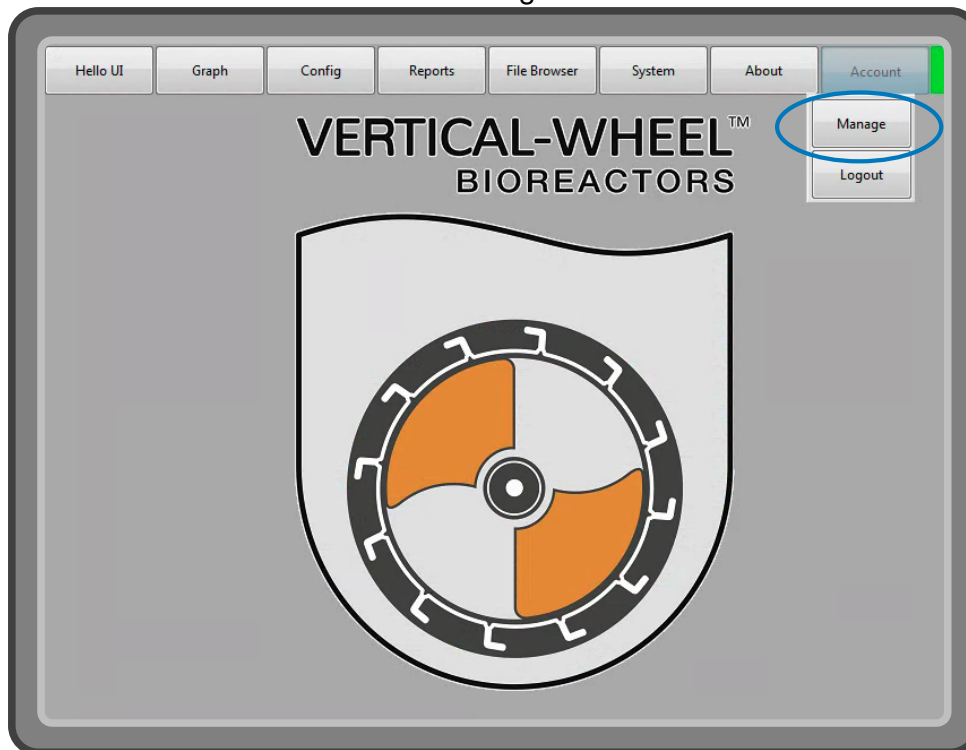 Hello UI Graph Config Reports File Browser System About Account
Manage
Logout
VERTICAL-WHEEL™
BIOREACTORS